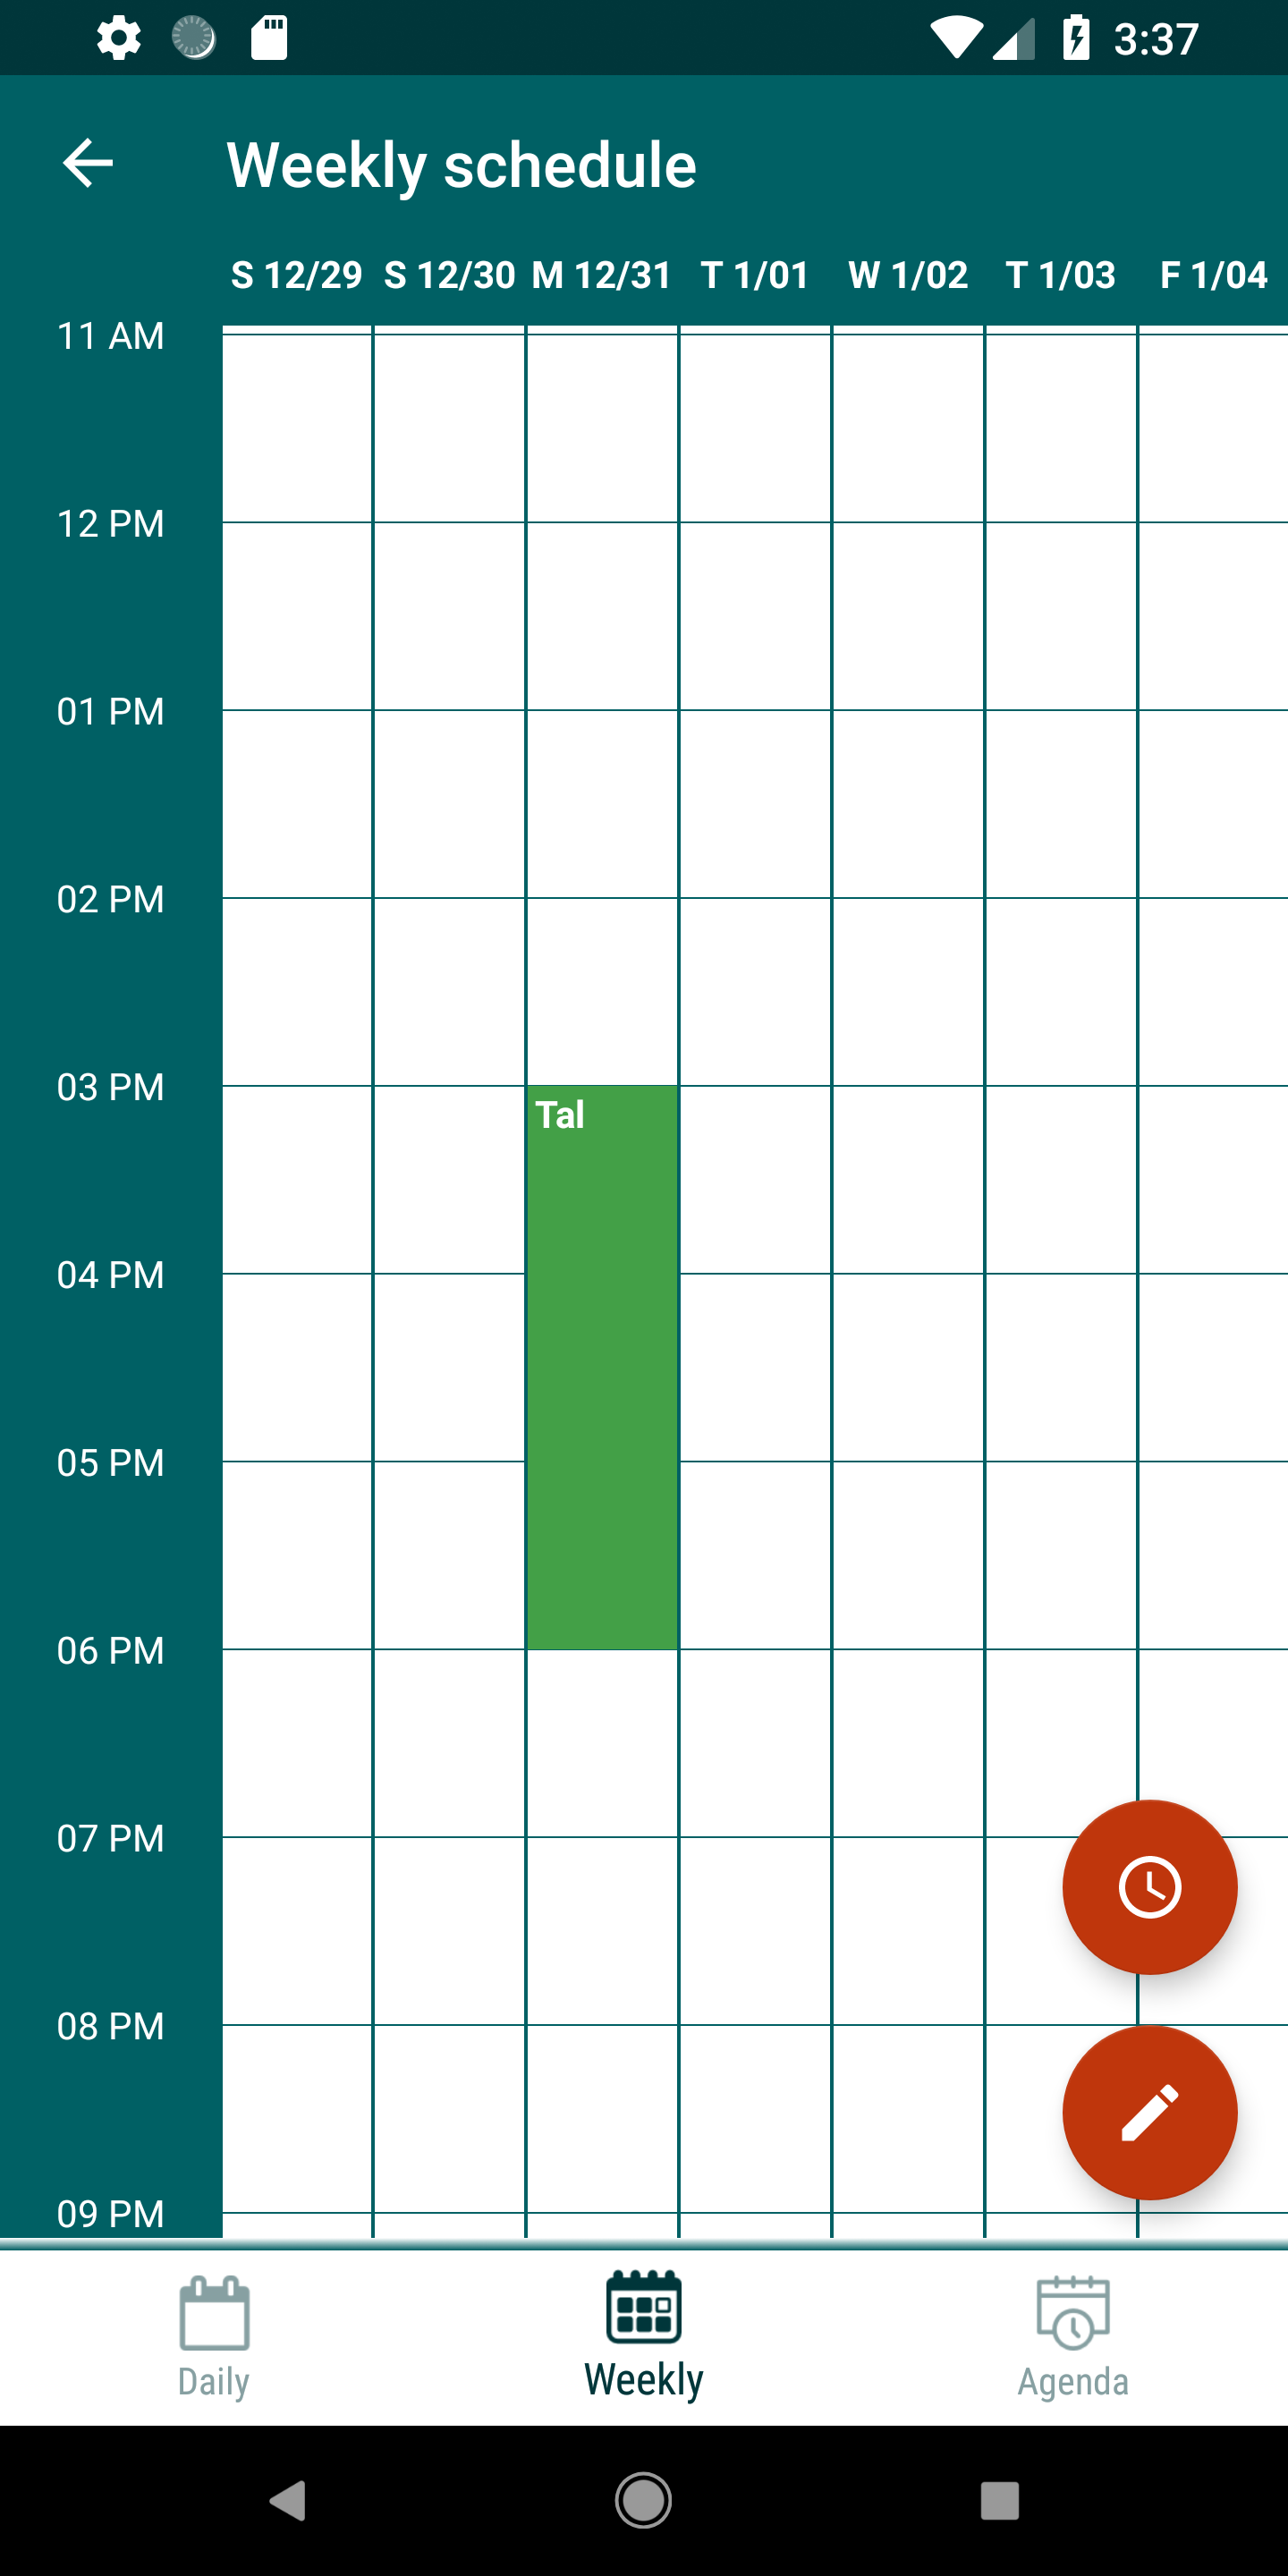 3:37
Weekly schedule
S 12/29 S 12/30 M 12/31 T 1/01 W 1/02 T 1/03 F 1/04
11 AM
12 PM
01 PM
02 PM
03 PM
Tal
04 PM
05 PM
06 PM
07 PM
08 PM
09 PM
Daily Weekly Agenda